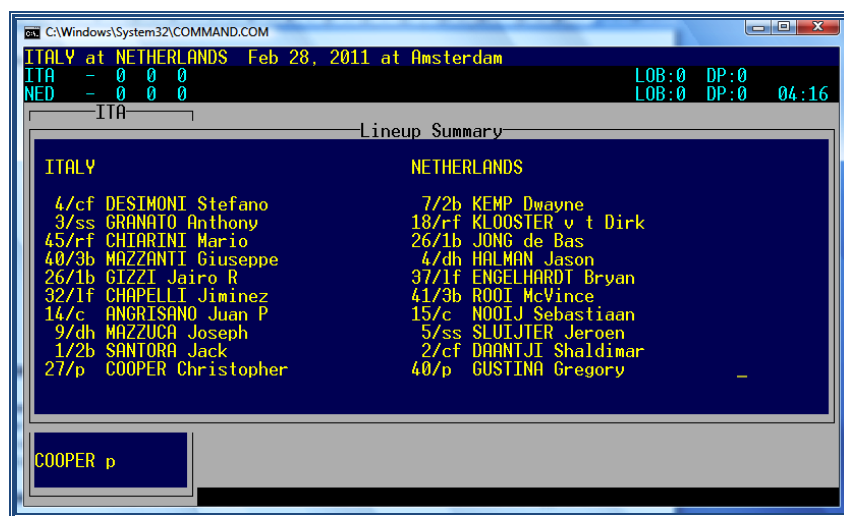 C:\Windows\System32\COMMAND.COM
ITALY at NETHERLANDS Feb 28, 2011 at Amsterdam
ITA - 0 0 0 LOB:0 DP:0
NED - 0 0 0 LOB:0 DP:0 04:16
ITA
Lineup Summary
ITALY NETHERLANDS
4/cf DESIMONI Stefano 7/2b KEMP Dwayne
3/ss GRANATO Anthony 18/rf KLOOSTER v t Dirk
45/rf CHIARINI Mario 26/1b JONG de Bas
40/3b MAZZANTI Giuseppe 4/dh HALMAN Jason
26/1b GIZZI Jairo R 37/lf ENGELHARDT Bryan
32/lf CHAPELLI Jiminez 41/3b ROOI McVince
14/c ANGRISANO Juan P 15/c NOOIJ Sebastiaan
9/dh MAZZUCA Joseph 5/ss SLUIJTER Jeroen
1/2b SANTORA Jack 2/cf DAANTJI Shaldimar
27/p COOPER Christopher 40/p GUSTINA Gregory _
COOPER p